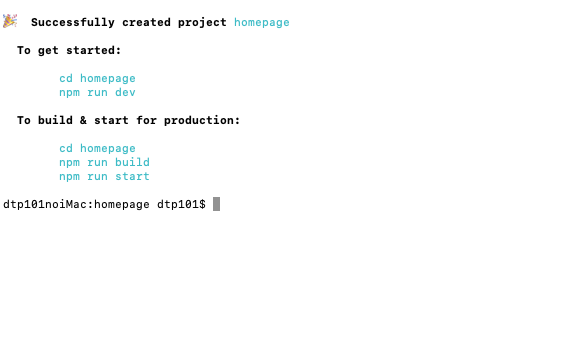 🎉 Successfully created project homepage
To get started:
cd homepage
npm run dev
To build & start for production:
cd homepage
npm run build
npm run start
dtp101noiMac:homepage dtp101$